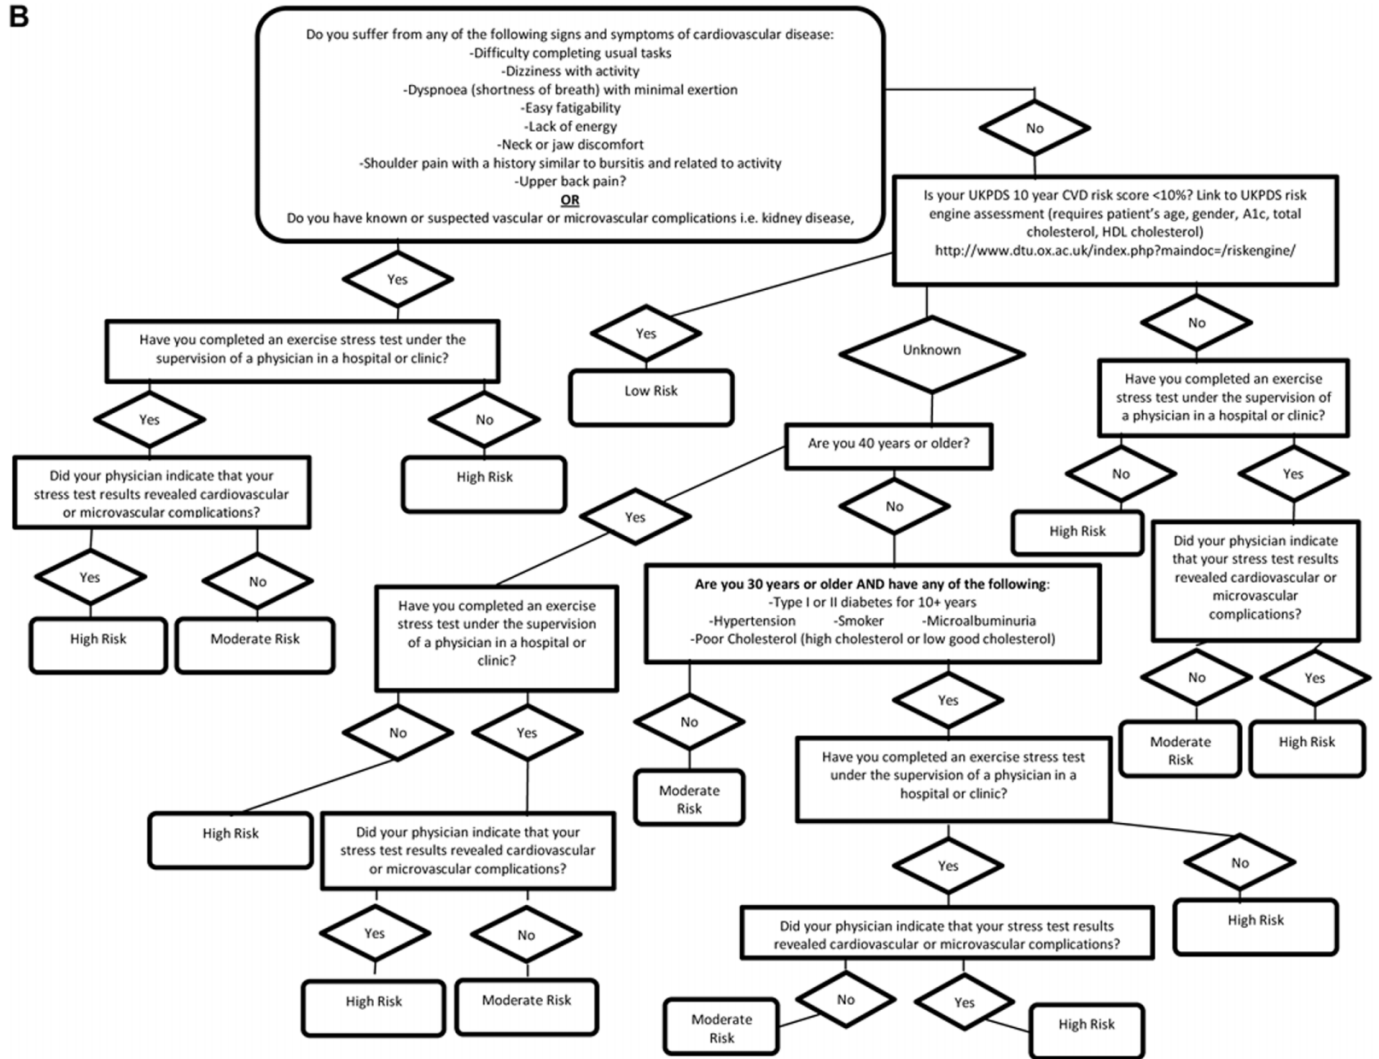 B
Do you suffer from any of the following signs and symptoms of cardiovascular disease:
-Difficulty completing usual tasks
-Dizziness with activity
-Dyspnoea (shortness of breath) with minimal exertion
-Easy fatigability
-Lack of energy
-Neck or jaw discomfort
-Shoulder pain with a history similar to bursitis and related to activity
-Upper back pain?
OR
Do you have known or suspected vascular or microvascular complications i.e. kidney disease,
No
Is your UKPDS 10 year CVD risk score <10%? Link to UKPDS risk
engine assessment (requires patient's age, gender, A1c, total
cholesterol, HDL cholesterol)
http://www.dtu.ox.ac.uk/index.php?maindoc=/riskengine/
Yes
Have you completed an exercise stress test under the
supervision of a physician in a hospital or clinic?
Yes
No
High Risk
Did your physician indicate that your
stress test results revealed cardiovascular
or microvascular complications?
Yes
No
High Risk
Moderate Risk
Yes
Low Risk
Unknown
Are you 40 years or older?
Yes
No
Have you completed an exercise
stress test under the supervision
of a physician in a hospital or
clinic?
No
Yes
High Risk
Did your physician indicate that your
stress test results revealed cardiovascular
or microvascular complications?
Yes
No
High Risk
Moderate Risk
Are you 30 years or older AND have any of the following:
-Type I or II diabetes for 10+ years
-Hypertension -Smoker -Microalbuminuria
-Poor Cholesterol (high cholesterol or low good cholesterol)
No
Moderate
Risk
Yes
Have you completed an exercise stress test
under the supervision of a physician in a
hospital or clinic?
Yes
No
High Risk
Did your physician indicate that your stress test results
revealed cardiovascular or microvascular complications?
No
Yes
Moderate
Risk
High Risk
No
Have you completed an exercise
stress test under the supervision of
a physician in a hospital or clinic?
No
Yes
High Risk
Did your physician indicate
that your stress test results
revealed cardiovascular or
microvascular
complications?
No
Yes
Moderate
Risk
High Risk